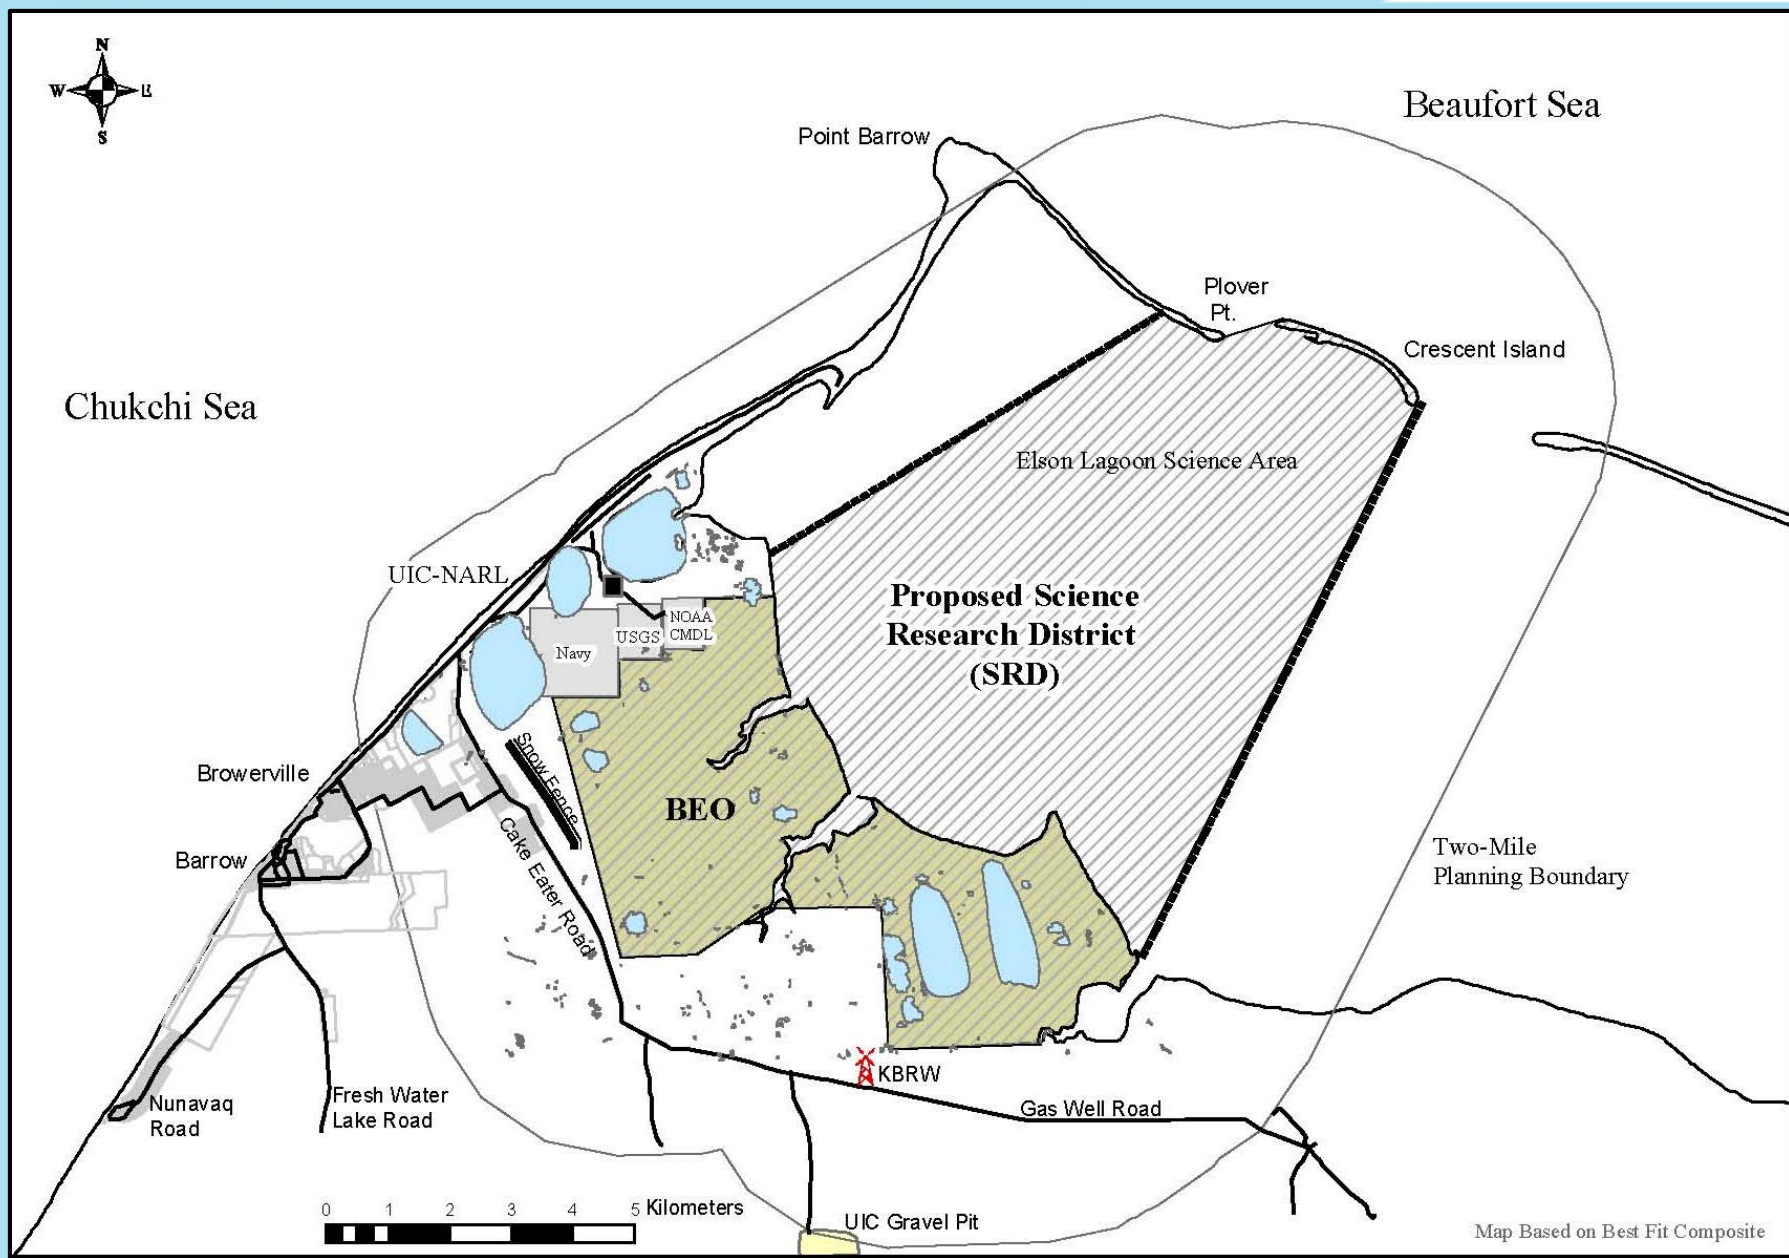 N
W E
S
Beaufort Sea
Point Barrow
Plover
Pt.
Crescent Island
Chukchi Sea
Elson Lagoon Science Area
UIC-NARL
Proposed Science
Research District
(SRD)
NOAA
CMDL
USGS
Navy
Snow Fence
Browerville
BEO
Cake Eater Road
Barrow
Two-Mile
Planning Boundary
KBRW
Nunavaq
Road
Fresh Water
Lake Road
Gas Well Road
0 1 2 3 4 5 Kilometers
UIC Gravel Pit
Map Based on Best Fit Composite